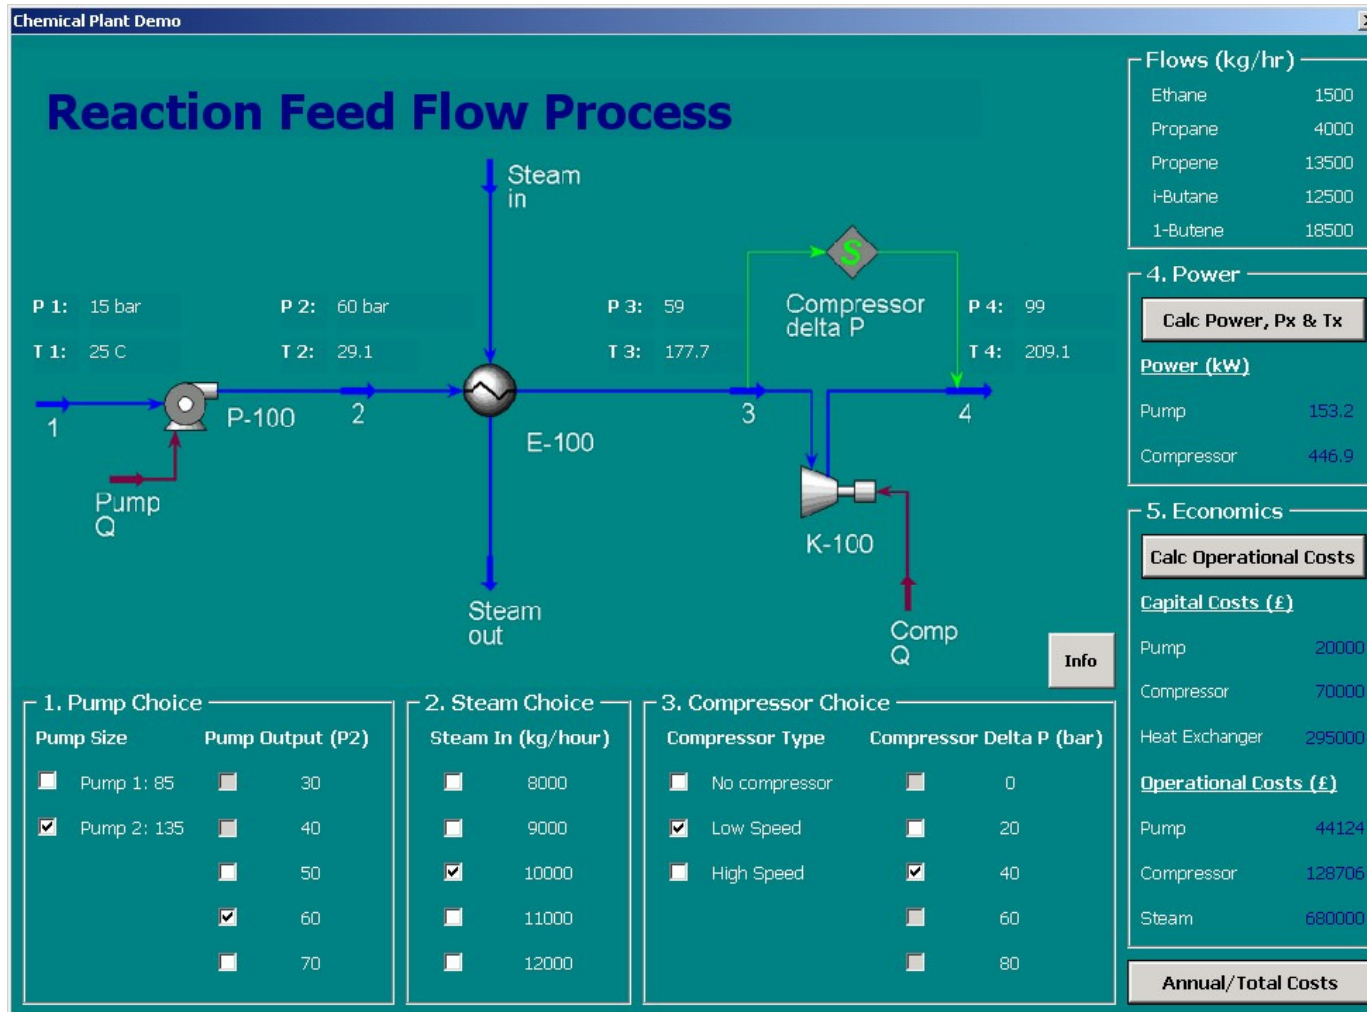 Chemical Plant Demo
Reaction Feed Flow Process
Steam
in
P 1: 15 bar
P 2: 60 bar
P 3: 59
Compressor
delta P
P 4: 99
T 1: 25 C
T 2: 29.1
T 3: 177.7
T 4: 209.1
S
1
P-100
2
E-100
3
4
Pump
Q
K-100
Steam
out
Comp
Q
Info
Flows (kg/hr)
Ethane 1500
Propane 4000
Propene 13500
i-Butane 12500
1-Butene 18500
4. Power
Calc Power, Px & Tx
Power (kW)
Pump 153.2
Compressor 446.9
5. Economics
Calc Operational Costs
Capital Costs (£)
Pump 20000
Compressor 70000
Heat Exchanger 295000
Operational Costs (£)
Pump 44124
Compressor 128706
Steam 680000
Annual/Total Costs
1. Pump Choice
Pump Size Pump Output (P2)
Pump 1: 85 30
Pump 2: 135 40
50
60
70
2. Steam Choice
Steam In (kg/hour)
8000
9000
10000
11000
12000
3. Compressor Choice
Compressor Type Compressor Delta P (bar)
No compressor 0
Low Speed 20
High Speed 40
60
80